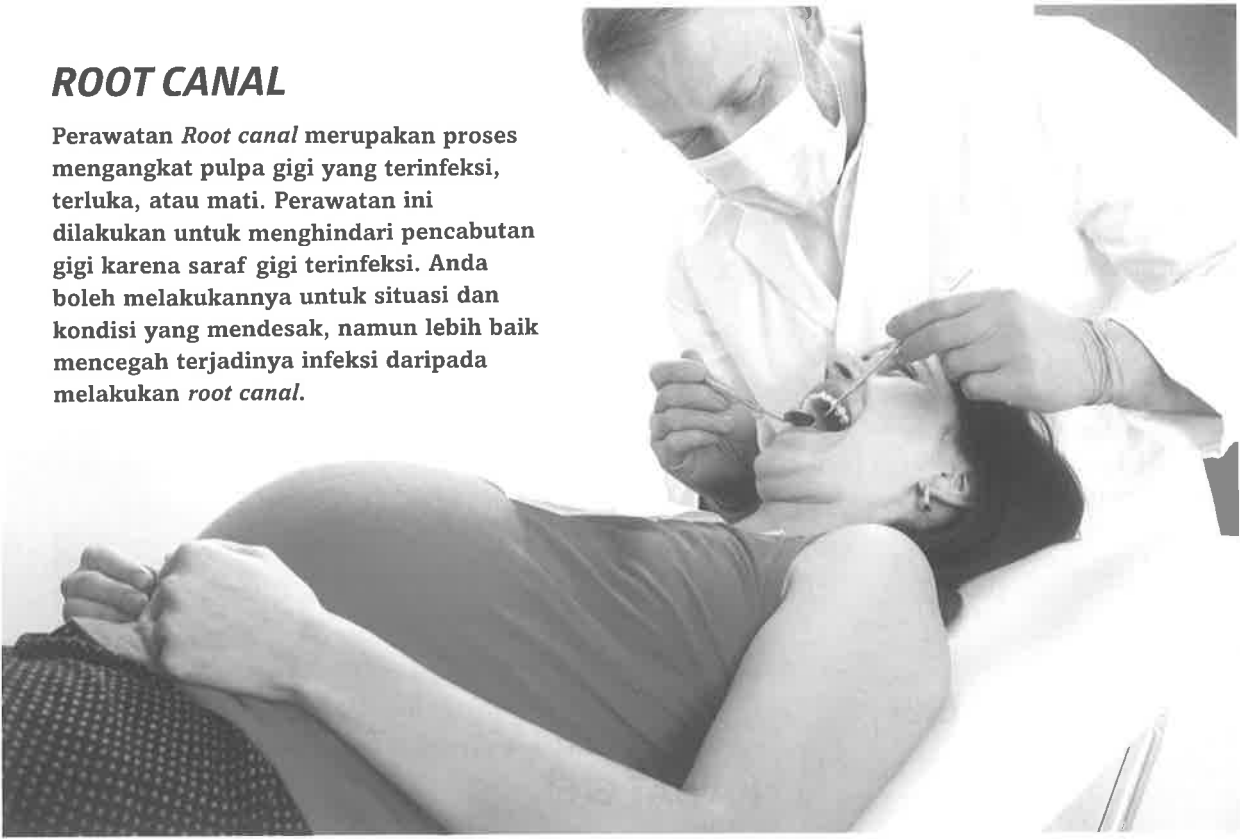 ROOT CANAL
Perawatan Root canal merupakan proses
mengangkat pulpa gigi yang terinfeksi,
terluka, atau mati. Perawatan ini
dilakukan untuk menghindari pencabutan
gigi karena saraf gigi terinfeksi. Anda
boleh melakukannya untuk situasi dan
kondisi yang mendesak, namun lebih baik
mencegah terjadinya infeksi daripada
melakukan root canal.